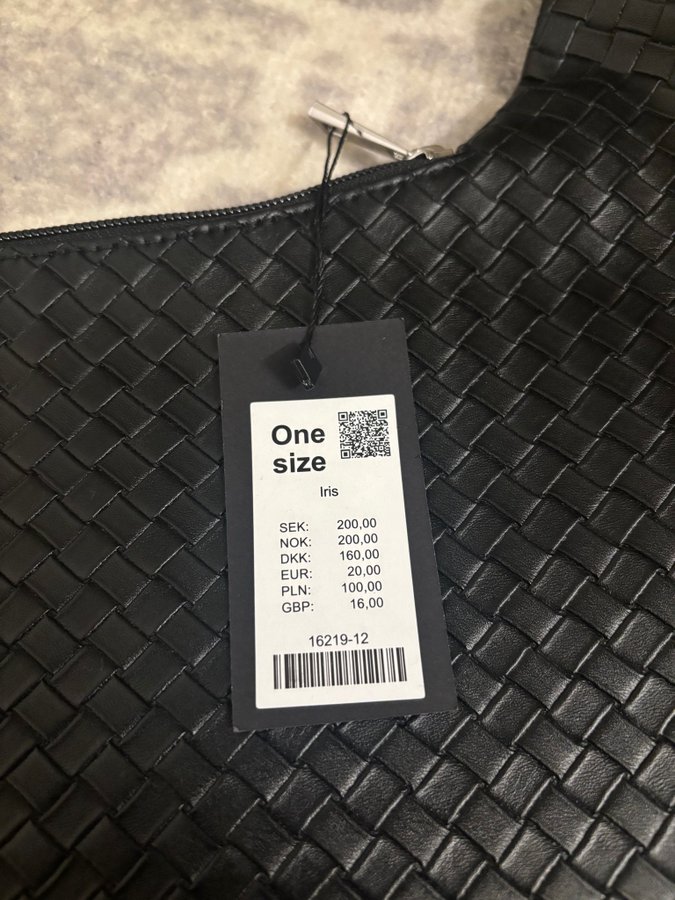 One
size
Iris
SEK: 200,00
NOK: 200,00
DKK: 160,00
EUR: 20,00
PLN: 100,00
GBP: 16,00
16219-12